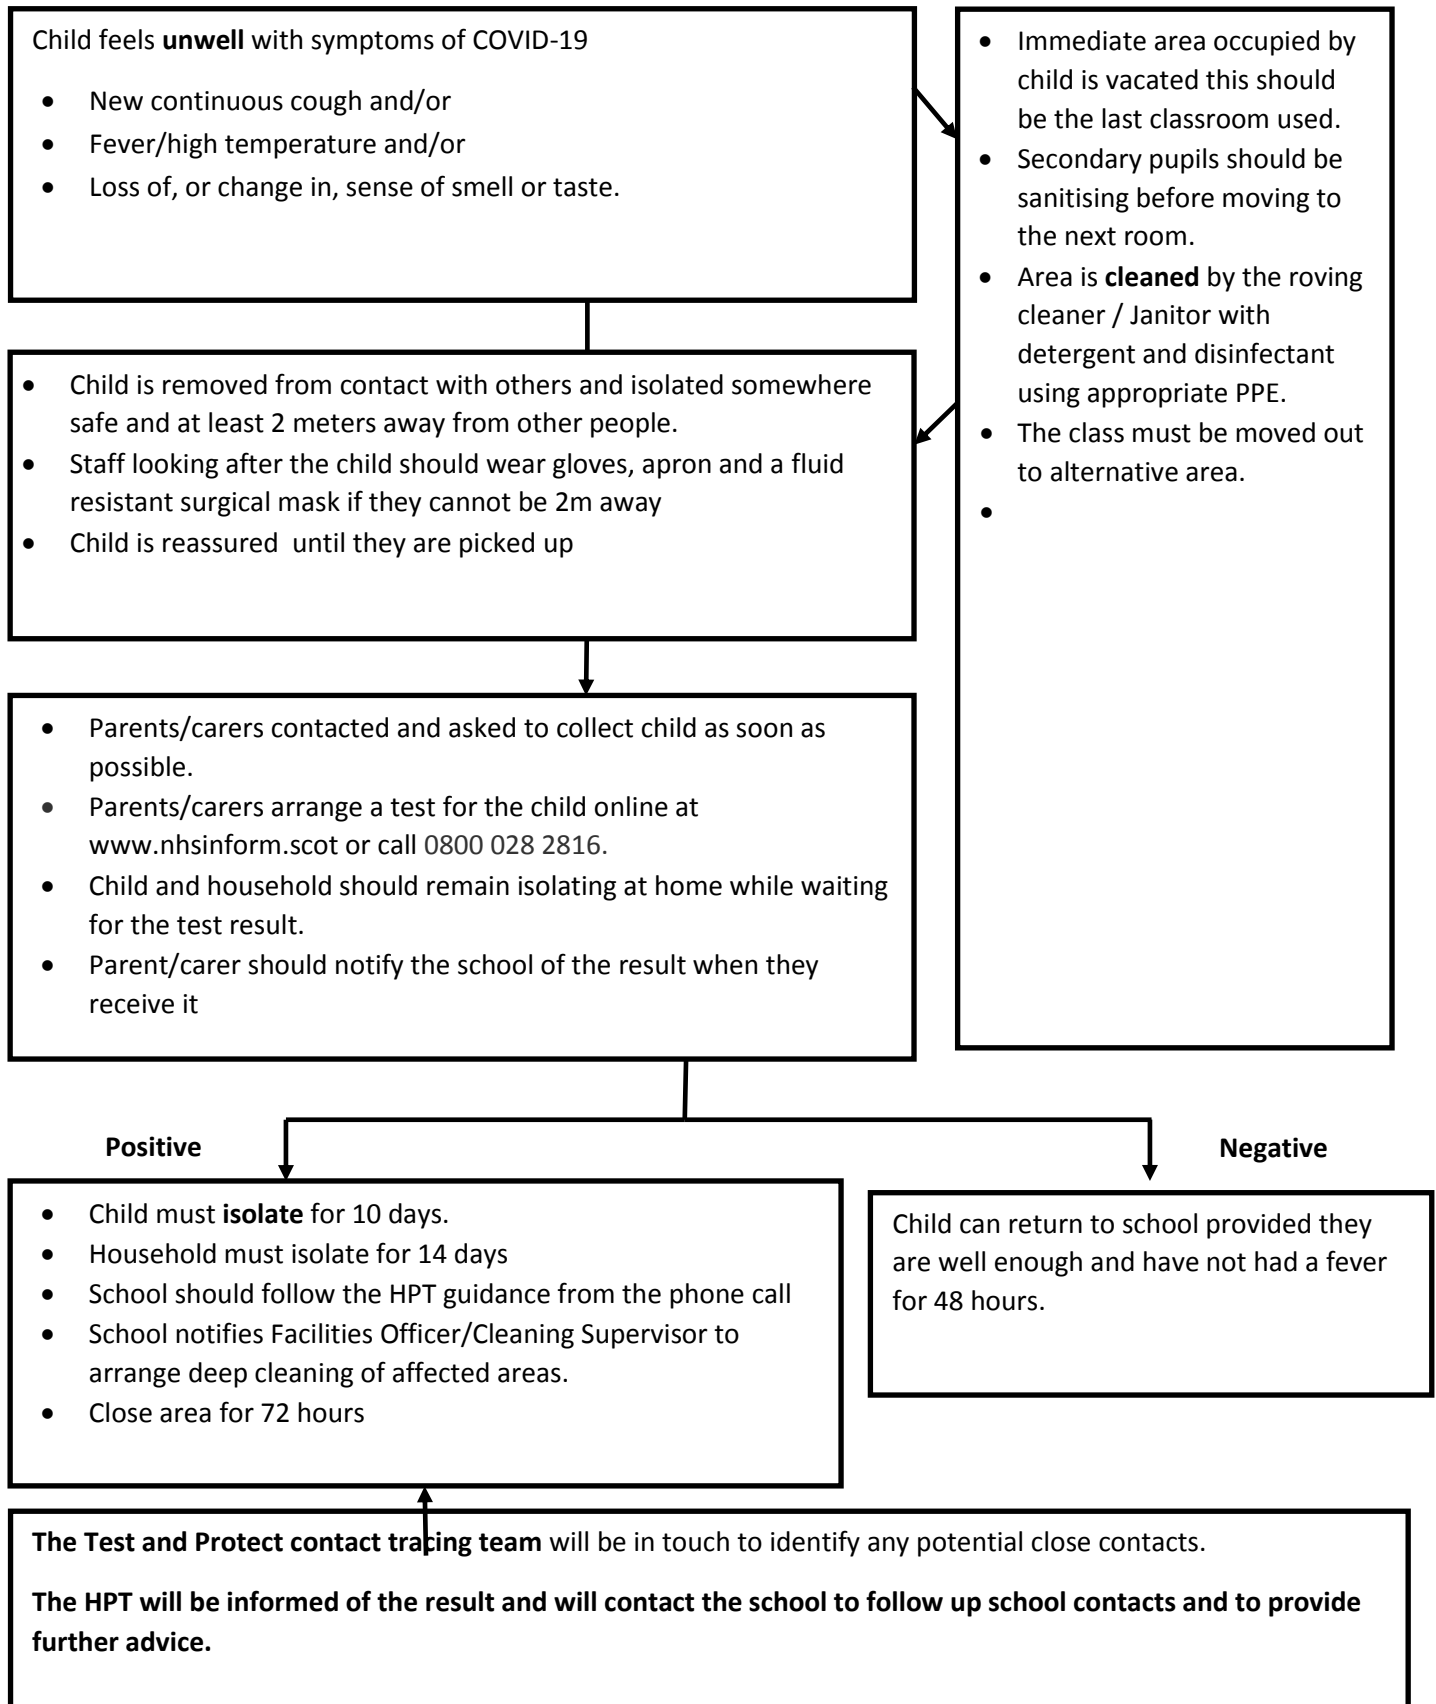 Child feels unwell with symptoms of COVID-19
• New continuous cough and/or
• Fever/high temperature and/or
• Loss of, or change in, sense of smell or taste.
• Immediate area occupied by
child is vacated this should
be the last classroom used.
• Secondary pupils should be
sanitising before moving to
the next room.
• Area is cleaned by the roving
cleaner / Janitor with
detergent and disinfectant
using appropriate PPE.
• The class must be moved out
to alternative area.
•
• Child is removed from contact with others and isolated somewhere
safe and at least 2 meters away from other people.
• Staff looking after the child should wear gloves, apron and a fluid
resistant surgical mask if they cannot be 2m away
• Child is reassured  until they are picked up
• Parents/carers contacted and asked to collect child as soon as
possible.
• Parents/carers arrange a test for the child online at
www.nhsinform.scot or call 0800 028 2816.
• Child and household should remain isolating at home while waiting
for the test result.
• Parent/carer should notify the school of the result when they
receive it
Positive
Negative
• Child must isolate for 10 days.
• Household must isolate for 14 days
• School should follow the HPT guidance from the phone call
• School notifies Facilities Officer/Cleaning Supervisor to
arrange deep cleaning of affected areas.
• Close area for 72 hours
Child can return to school provided they
are well enough and have not had a fever
for 48 hours.
The Test and Protect contact tracing team will be in touch to identify any potential close contacts.
The HPT will be informed of the result and will contact the school to follow up school contacts and to provide
further advice.